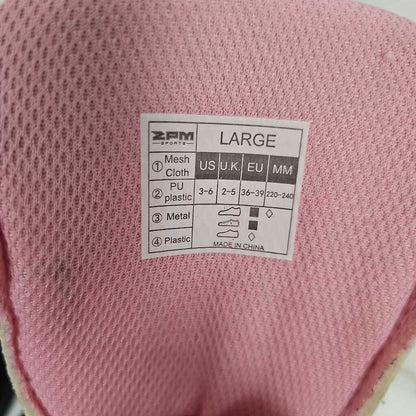 ZPM LARGE
SPORTS
① Mesh Cloth US U.K. EU MM
② PU plastic 3-6 2-5 36-39 220-240
③ Metal
④ Plastic
MADE IN CHINA